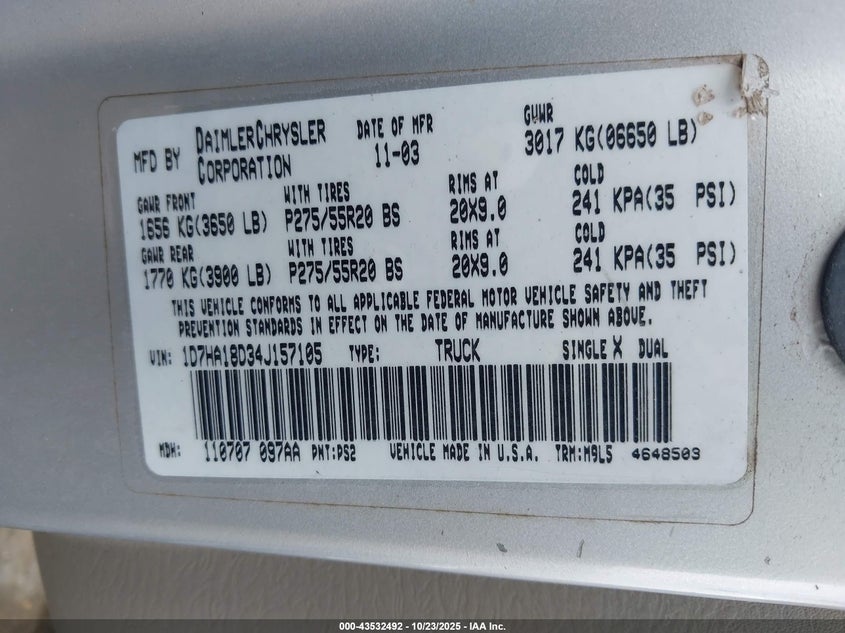 MFD BY DAIMLERCHRYSLER CORPORATION DATE OF MFR 11-03 GVWR 3017 KG(06650 LB)
GAWR FRONT WITH TIRES RIMS AT COLD
1656 KG(3650 LB) P275/55R20 BS 20X9.0 241 KPA(35 PSI)
GAWR REAR WITH TIRES RIMS AT COLD
1770 KG(3900 LB) P275/55R20 BS 20X9.0 241 KPA(35 PSI)
THIS VEHICLE CONFORMS TO ALL APPLICABLE FEDERAL MOTOR VEHICLE SAFETY AND THEFT
PREVENTION STANDARDS IN EFFECT ON THE DATE OF MANUFACTURE SHOWN ABOVE.
VIN: 1D7HA18D34J157105 TYPE: TRUCK SINGLE X DUAL
MDH: 110707 097AA PNT:PS2 VEHICLE MADE IN U.S.A. TRM:M9L5 4648503
000-43532492 - 10/23/2025 - IAA Inc.